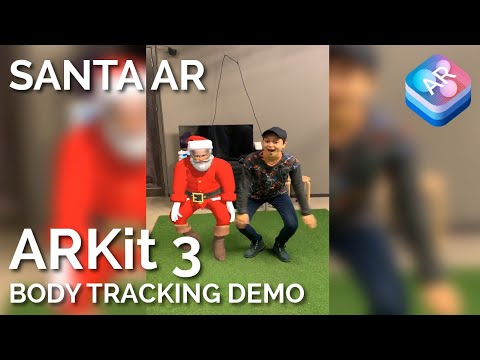 SANTA AR
AR
ARKit 3
BODY TRACKING DEMO